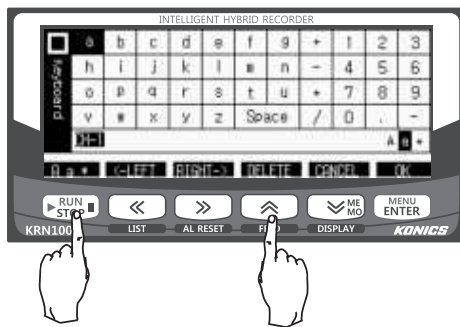 INTELLIGENT HYBRID RECORDER
Keyboard
a b c d e f g + 1 2 3
h i j k l m n - 4 5 6
o p q r s t u * 7 8 9
v w x y z Space / 0 . -
CH-1 A a *
A a * <-LEFT RIGHT-> DELETE CANCEL OK
RUN
STOP
ME
MO
MENU
ENTER
KRN100 LIST AL RESET DISPLAY KONICS